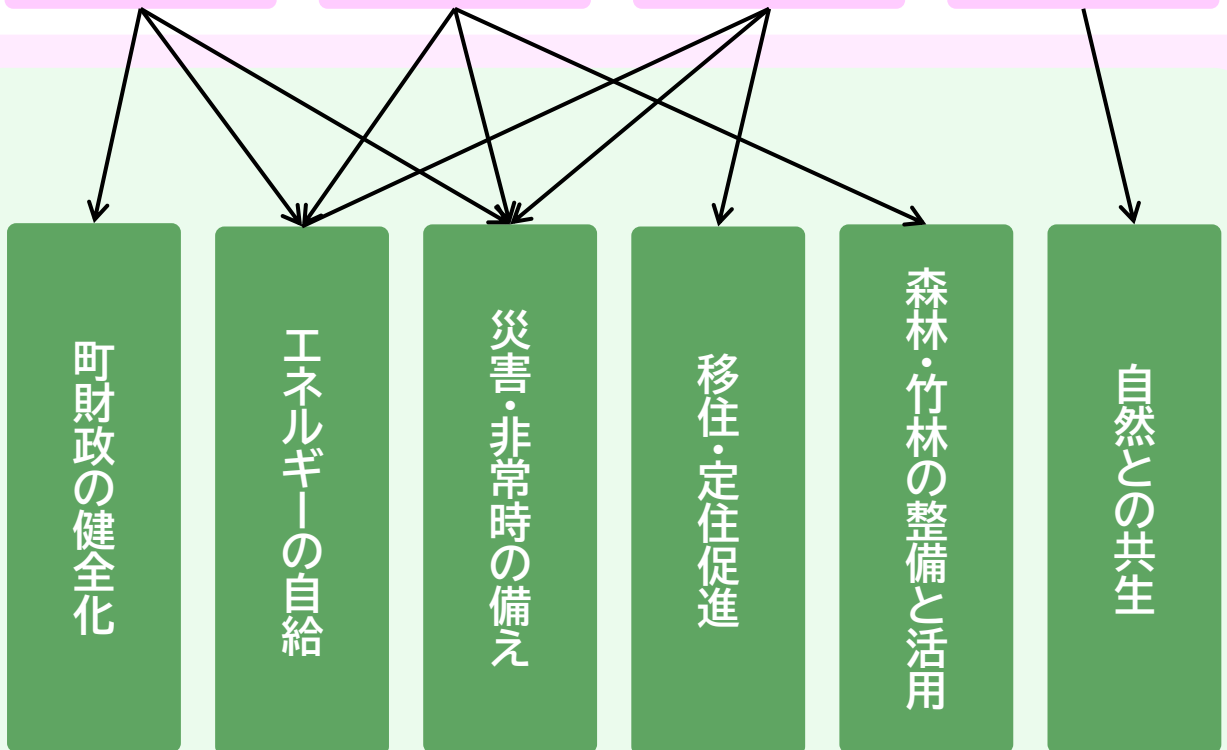 町財政の健全化
エネルギーの自給
災害・非常時の備え
移住・定住促進
森林・竹林の整備と活用
自然との共生